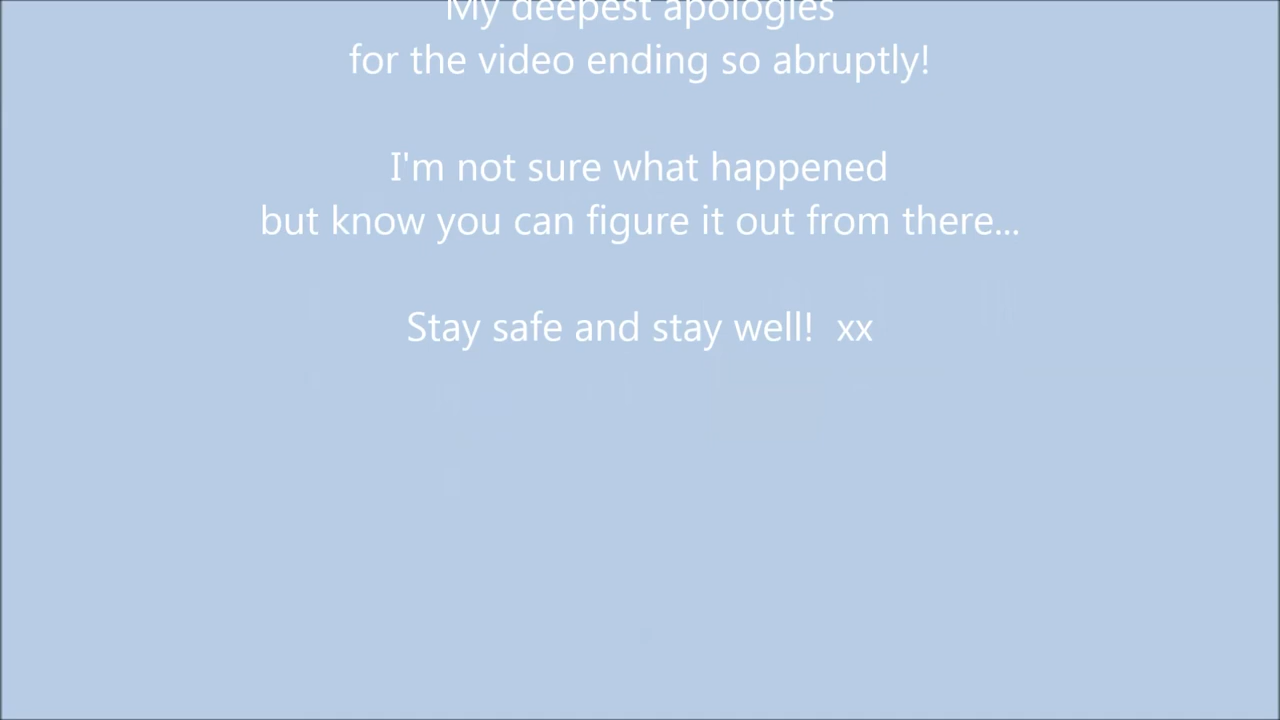 My deepest apologies
for the video ending so abruptly!
I'm not sure what happened
but know you can figure it out from there...
Stay safe and stay well!  xx